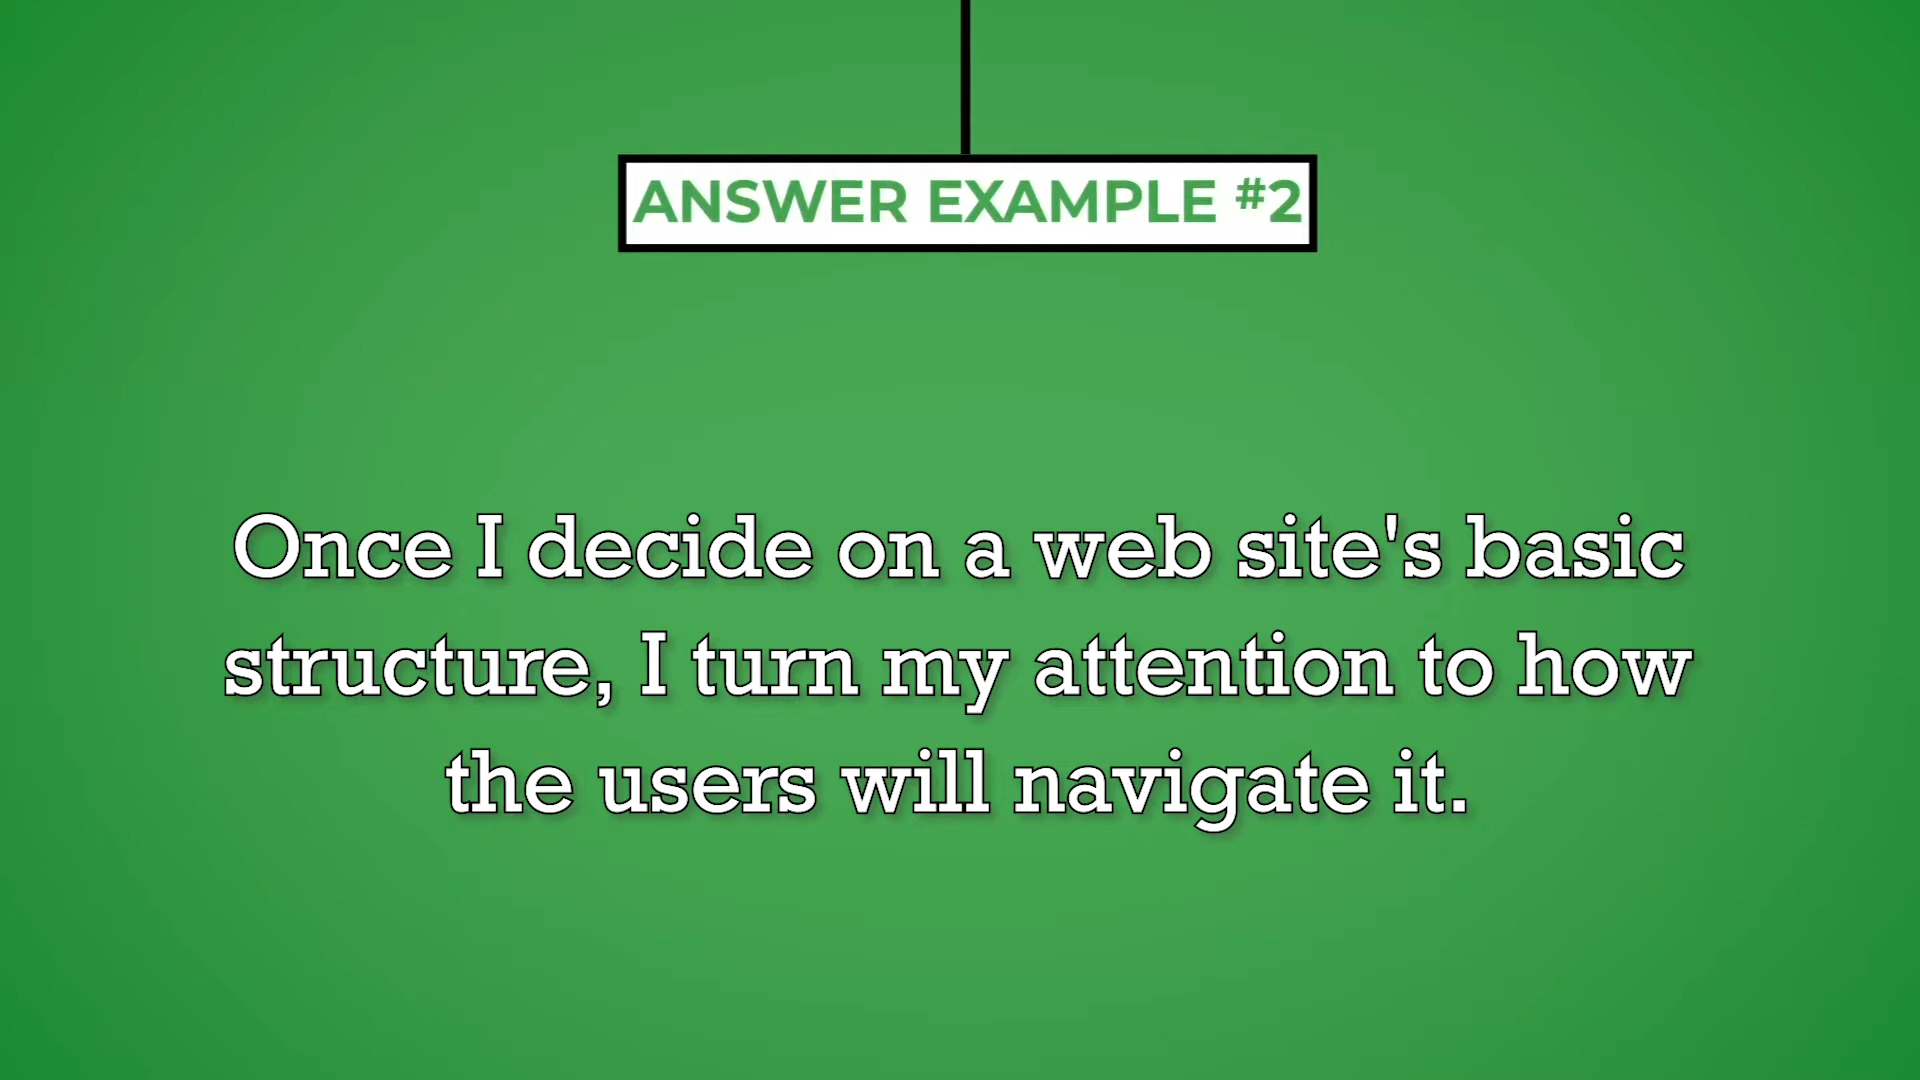 ANSWER EXAMPLE #2
Once I decide on a web site's basic
structure, I turn my attention to how
the users will navigate it.